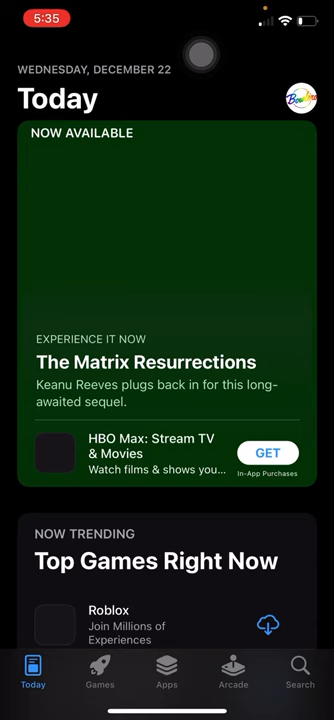 5:35
WEDNESDAY, DECEMBER 22
Today
NOW AVAILABLE
EXPERIENCE IT NOW
The Matrix Resurrections
Keanu Reeves plugs back in for this long-
awaited sequel.
HBO Max: Stream TV
& Movies
Watch films & shows you...
GET
In-App Purchases
NOW TRENDING
Top Games Right Now
Roblox
Join Millions of
Experiences
Today
Games
Apps
Arcade
Search